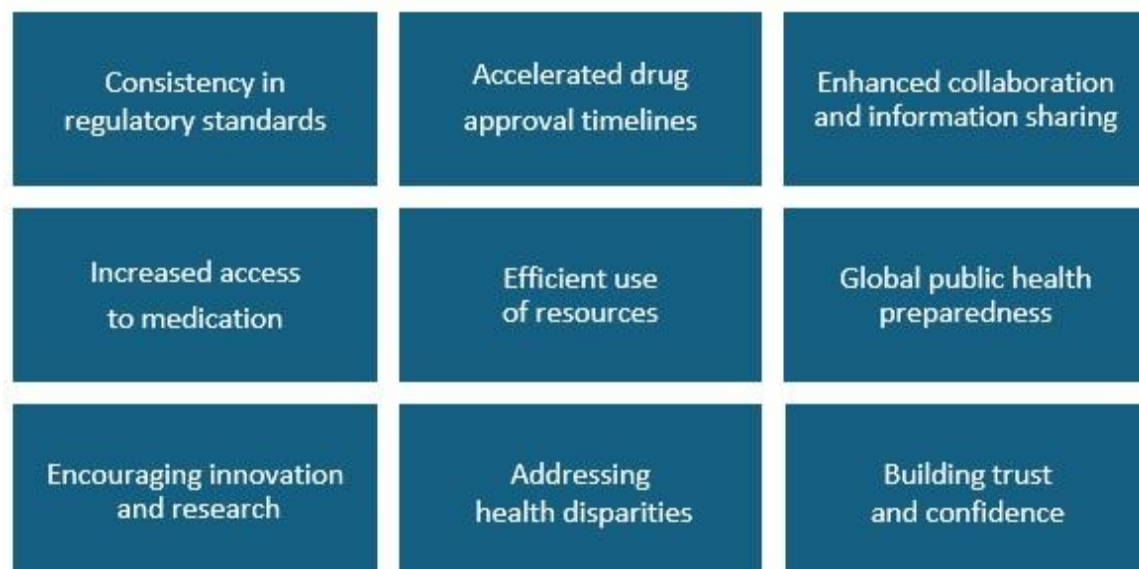 Consistency in
regulatory standards
Accelerated drug
approval timelines
Enhanced collaboration
and information sharing
Increased access
to medication
Efficient use
of resources
Global public health
preparedness
Encouraging innovation
and research
Addressing
health disparities
Building trust
and confidence